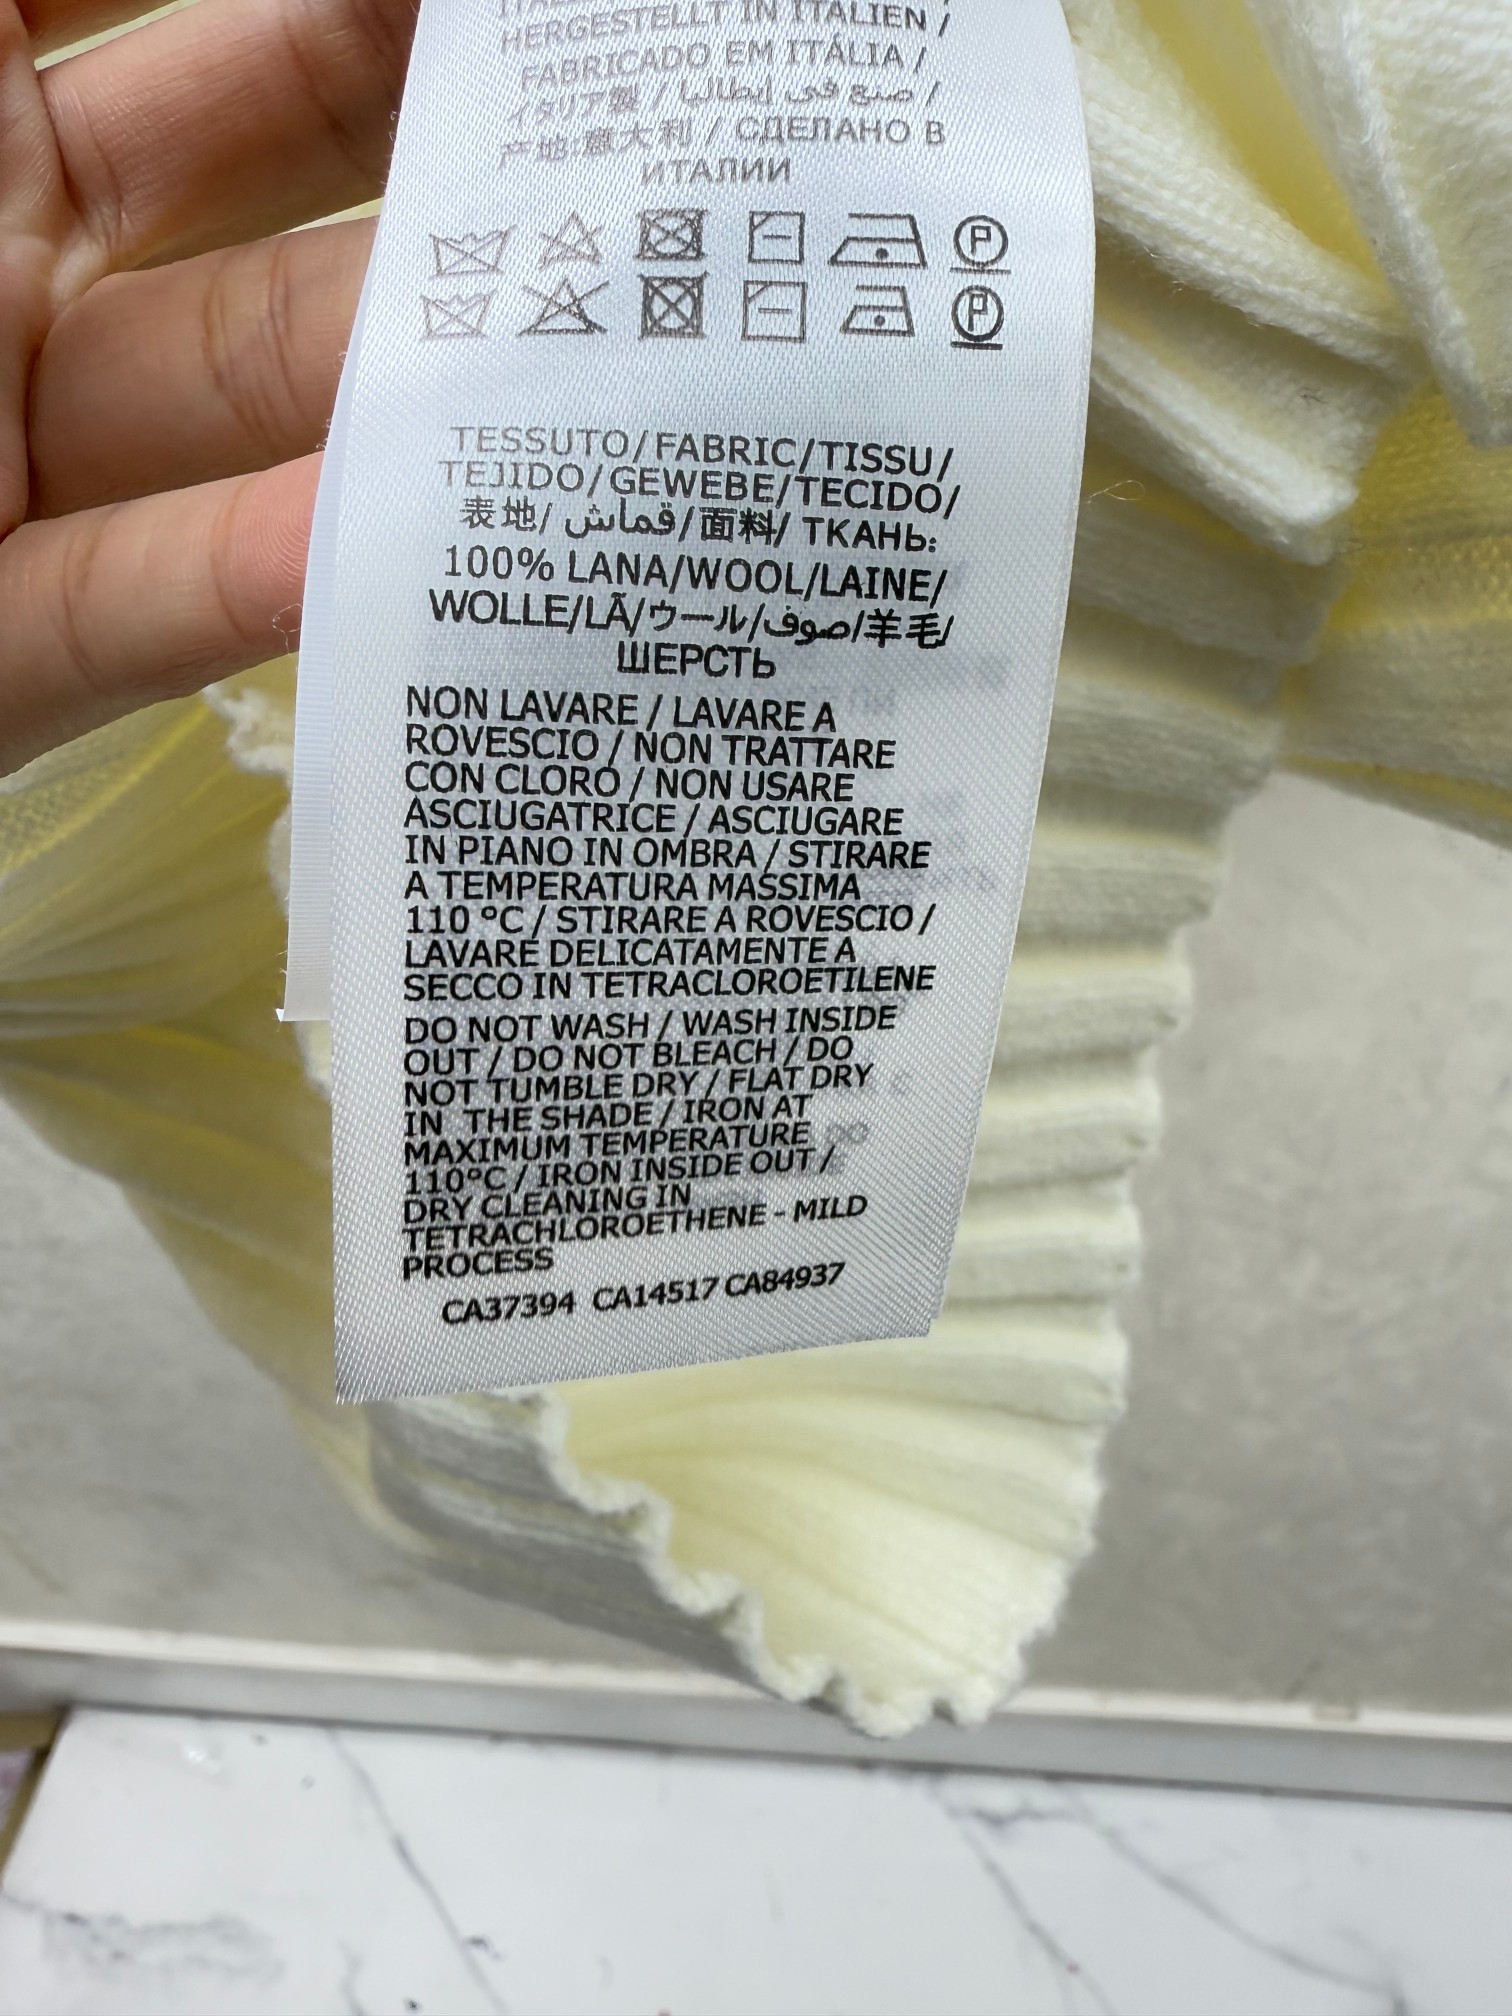 HERGESTELLT IN ITALIEN /
FABRICADO EM ITÁLIA /
イタリア製 / صنع في إيطاليا /
产地:意大利 / СДЕЛАНО В
ИТАЛИИ
P
P
TESSUTO/FABRIC/TISSU/
TEJIDO/GEWEBE/TECIDO/
表地/ قماش/面料/ ТКАНЬ:
100% LANA/WOOL/LAINE/
WOLLE/LÃ/ウール/صوف/羊毛/
ШЕРСТЬ
NON LAVARE / LAVARE A
ROVESCIO / NON TRATTARE
CON CLORO / NON USARE
ASCIUGATRICE / ASCIUGARE
IN PIANO IN OMBRA / STIRARE
A TEMPERATURA MASSIMA
110 °C / STIRARE A ROVESCIO /
LAVARE DELICATAMENTE A
SECCO IN TETRACLOROETILENE
DO NOT WASH / WASH INSIDE
OUT / DO NOT BLEACH / DO
NOT TUMBLE DRY / FLAT DRY
IN THE SHADE / IRON AT
MAXIMUM TEMPERATURE
110°C / IRON INSIDE OUT /
DRY CLEANING IN
TETRACHLOROETHENE - MILD
PROCESS
CA37394 CA14517 CA84937